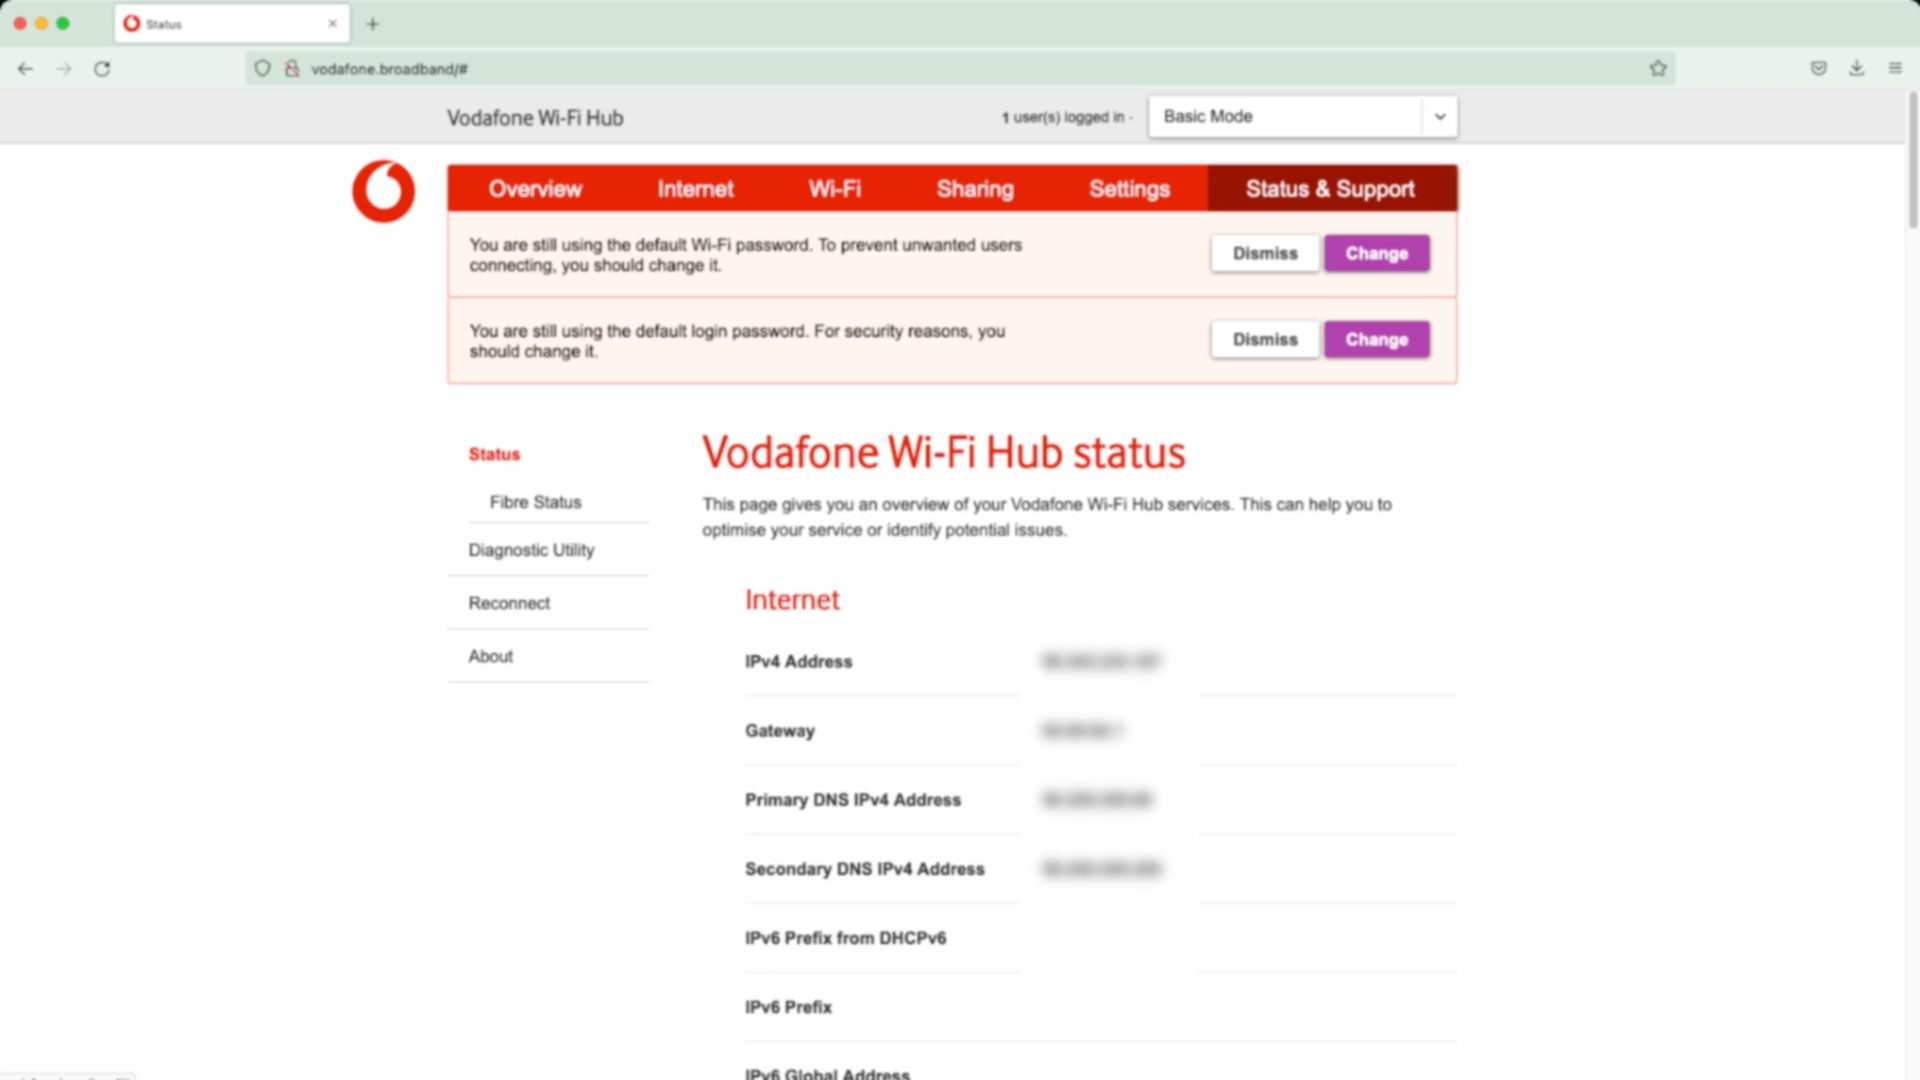 Status
vodafone.broadband/#
Vodafone Wi-Fi Hub
1 user(s) logged in -
Basic Mode
Overview
Internet
Wi-Fi
Sharing
Settings
Status & Support
You are still using the default Wi-Fi password. To prevent unwanted users
connecting, you should change it.
Dismiss
Change
You are still using the default login password. For security reasons, you
should change it.
Dismiss
Change
Status
Fibre Status
Diagnostic Utility
Reconnect
About
Vodafone Wi-Fi Hub status
This page gives you an overview of your Vodafone Wi-Fi Hub services. This can help you to
optimise your service or identify potential issues.
Internet
IPv4 Address
Gateway
Primary DNS IPv4 Address
Secondary DNS IPv4 Address
IPv6 Prefix from DHCPv6
IPv6 Prefix
IPv6 Global Address